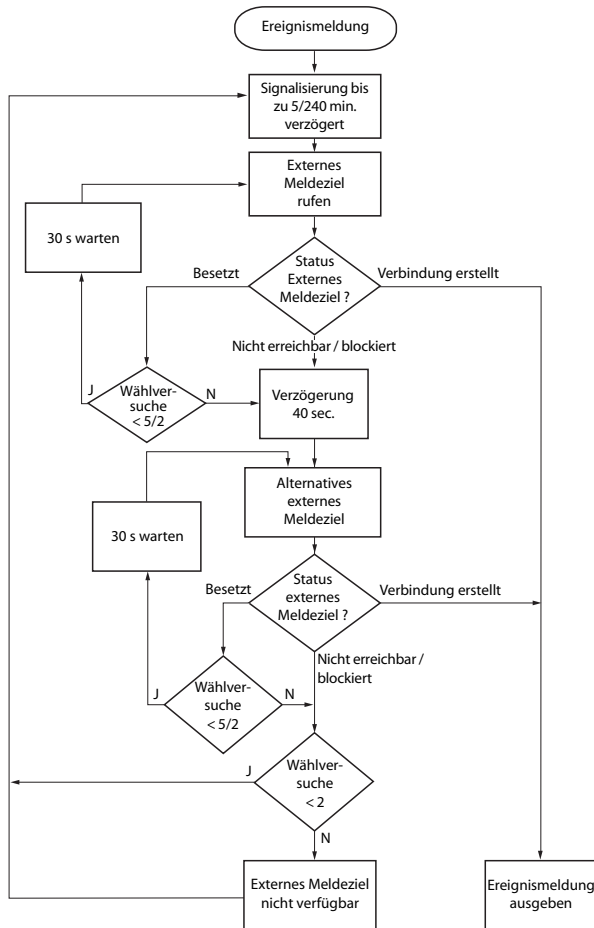 Ereignismeldung
Signalisierung bis
zu 5/240 min.
verzögert
Externes
Meldeziel
rufen
30 s warten
Besetzt
Status
Externes
Meldeziel ?
Verbindung erstellt
Nicht erreichbar / blockiert
J
Wählver-
suche
< 5/2
N
Verzögerung
40 sec.
Alternatives
externes
Meldeziel
30 s warten
Besetzt
Status
externes
Meldeziel ?
Verbindung erstellt
Nicht erreichbar /
blockiert
J
Wählver-
suche
< 5/2
N
J
Wählver-
suche
< 2
N
Externes Meldeziel
nicht verfügbar
Ereignismeldung
ausgeben